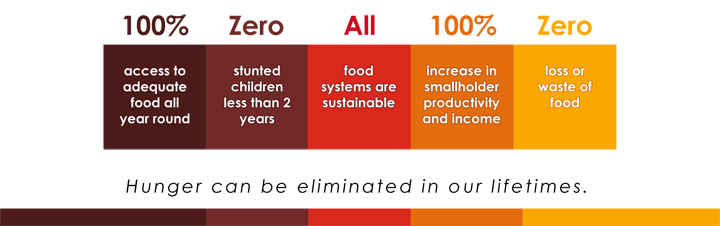 100%
access to
adequate
food all
year round
Zero
stunted
children
less than 2
years
All
food
systems are
sustainable
100%
increase in
smallholder
productivity
and income
Zero
loss or
waste of
food
Hunger can be eliminated in our lifetimes.